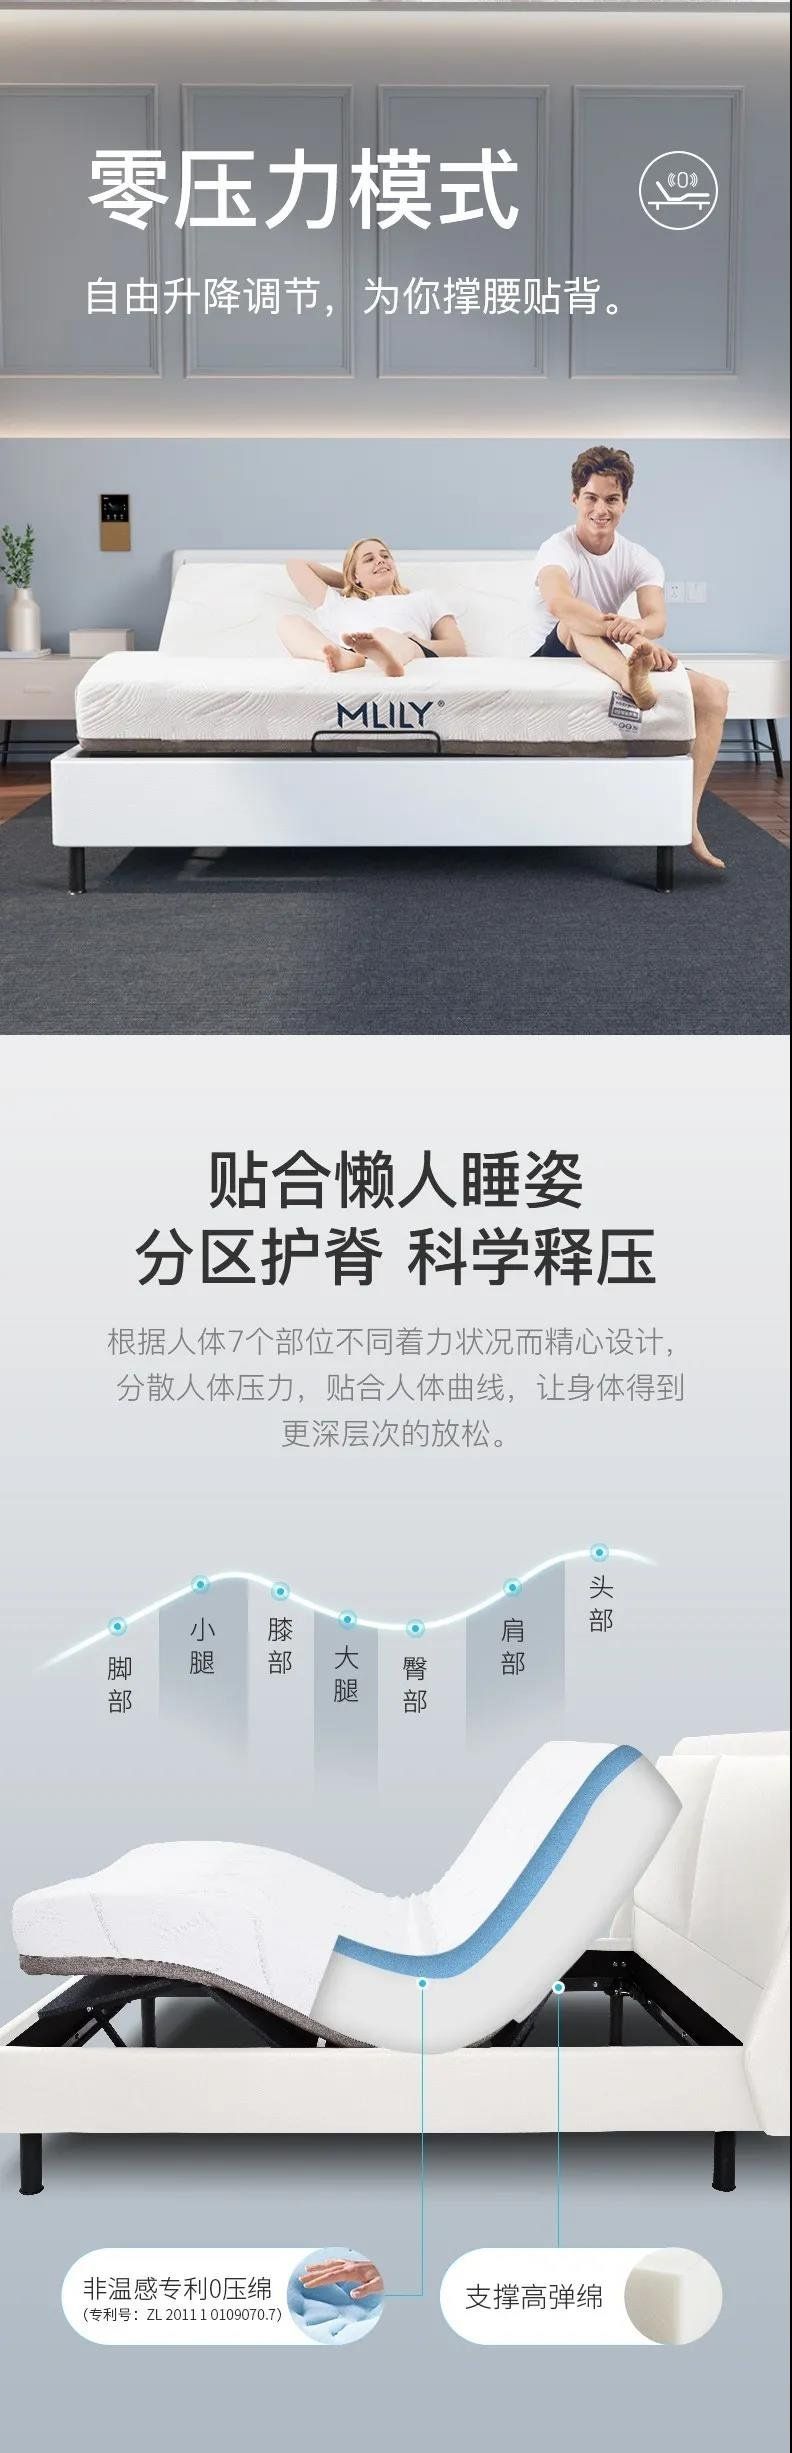 零压力模式
自由升降调节，为你撑腰贴背。
MLILY®
贴合懒人睡姿
分区护脊 科学释压
根据人体7个部位不同着力状况而精心设计，
分散人体压力，贴合人体曲线，让身体得到
更深层次的放松。
脚部
小腿
膝部
大腿
臀部
肩部
头部
非温感专利0压绵
(专利号：ZL 2011 1 0109070.7)
支撑高弹绵